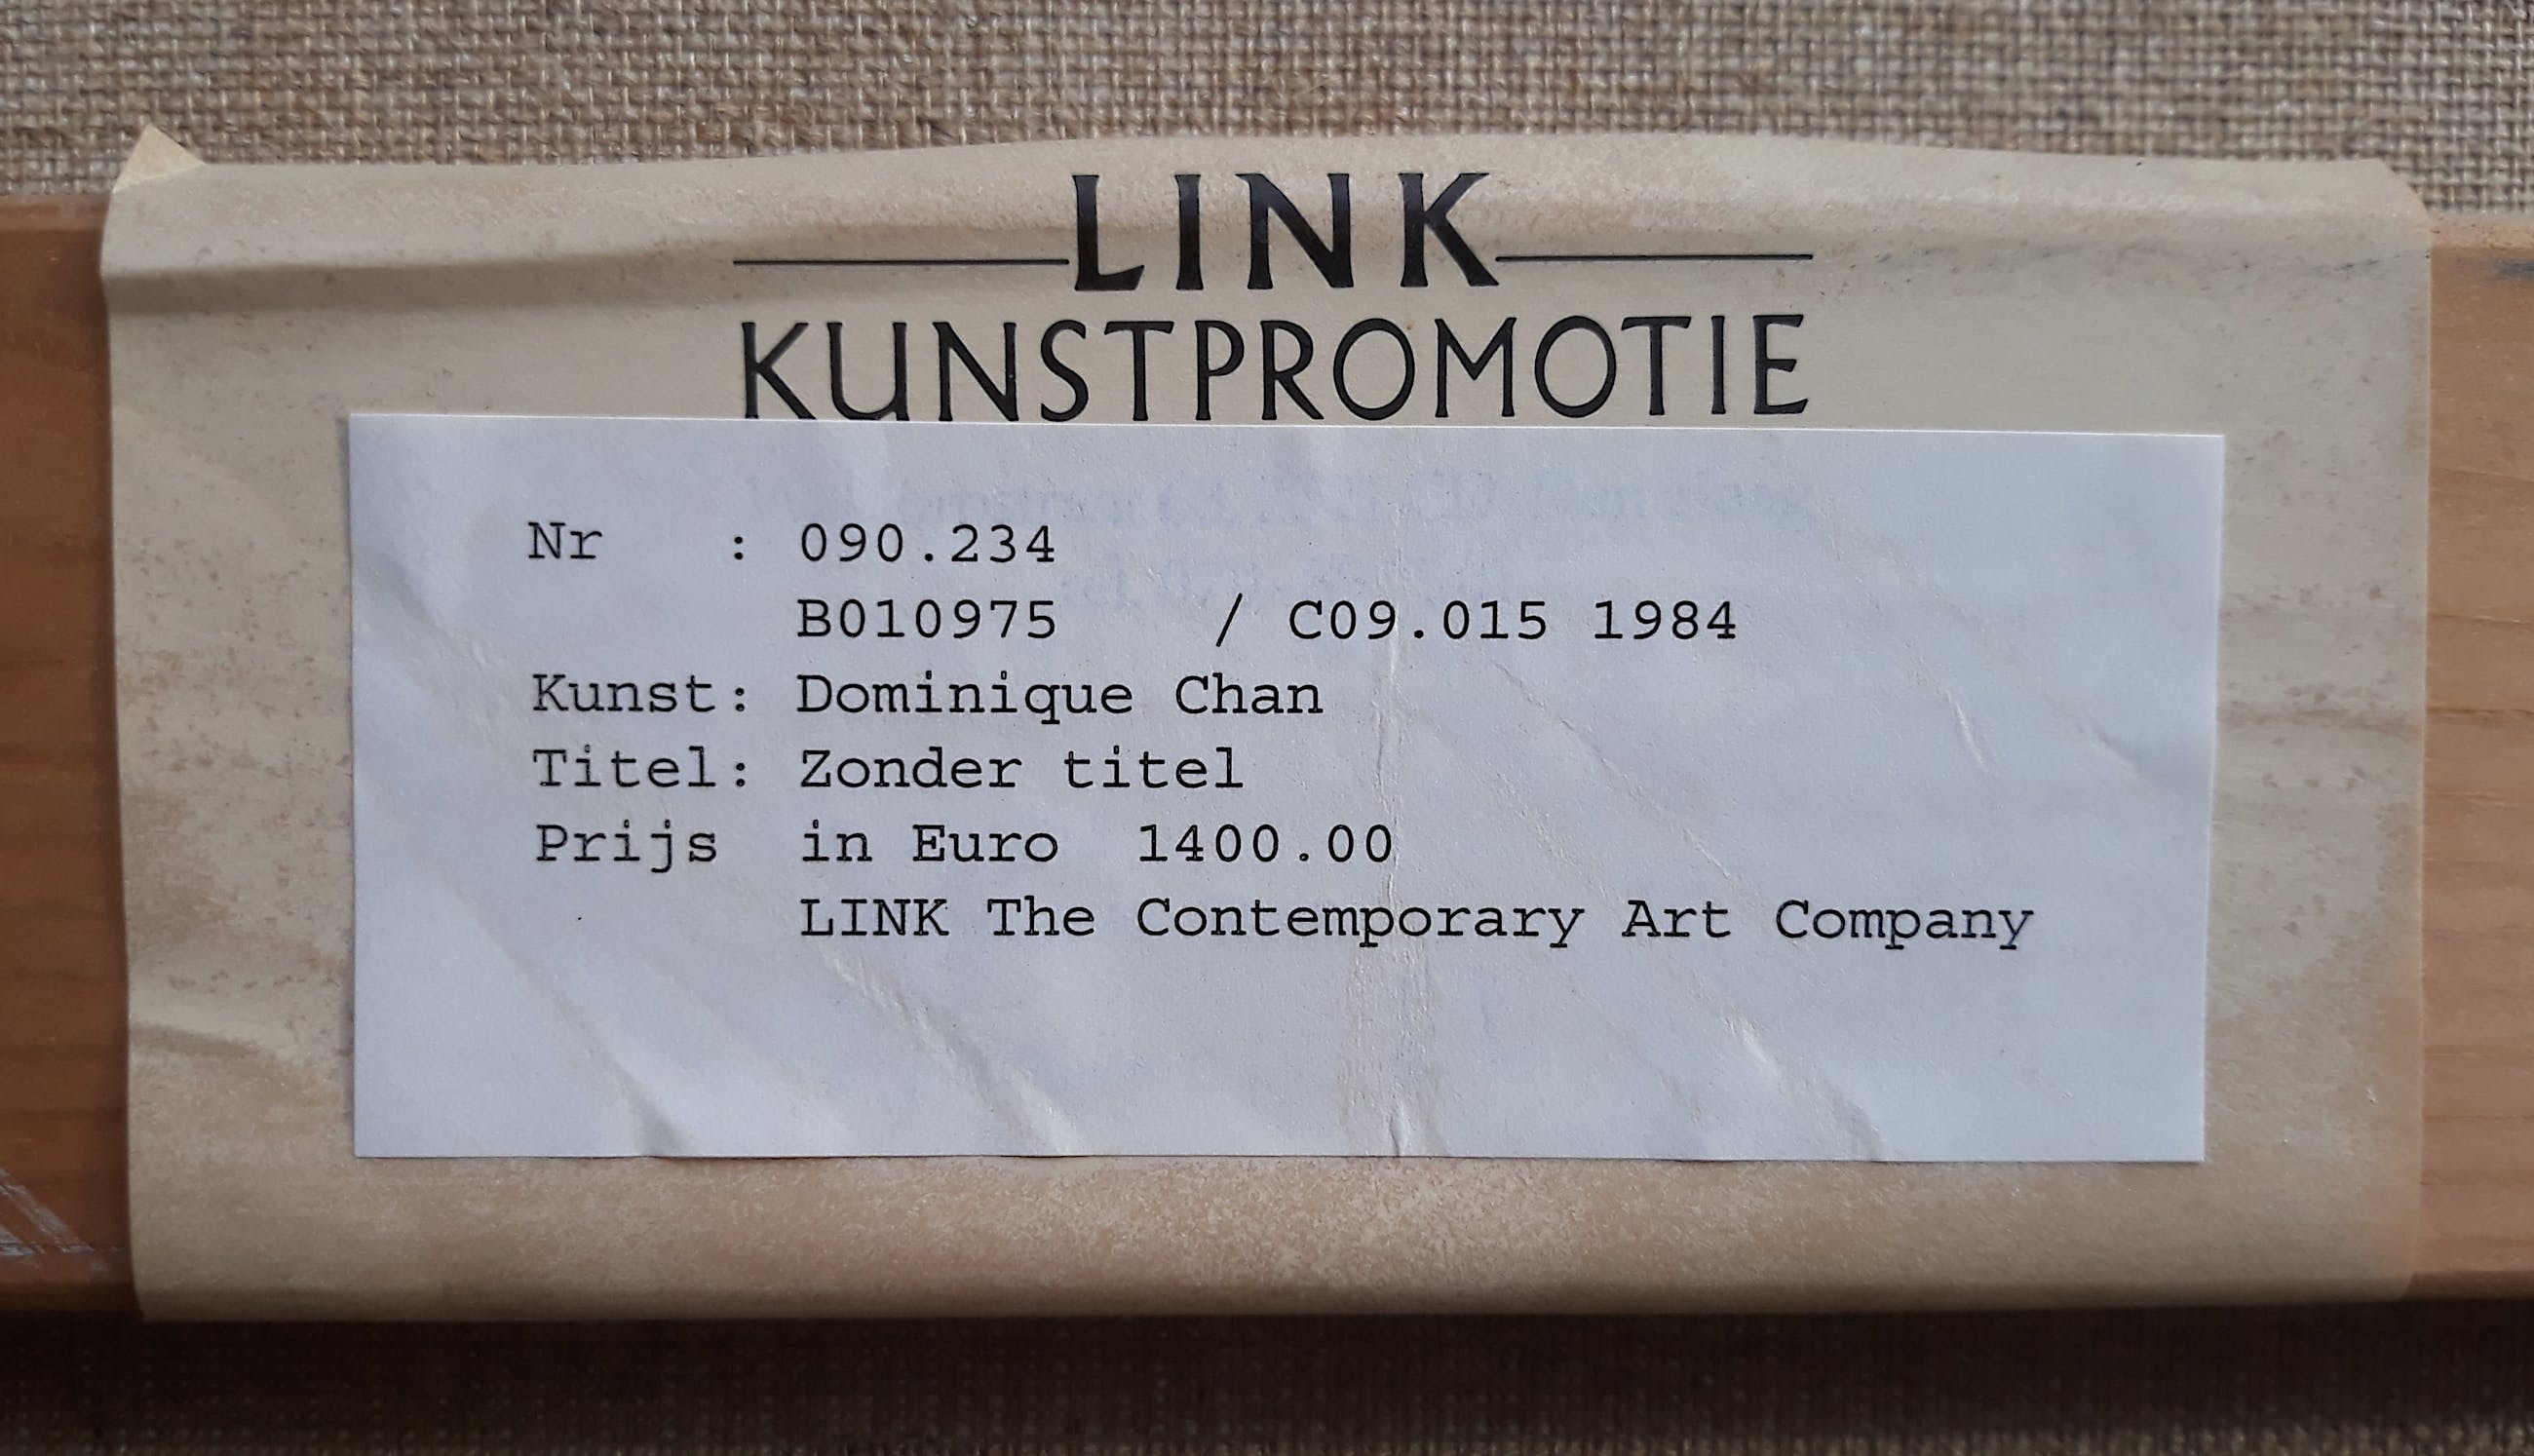 LINK
KUNSTPROMOTIE
Nr : 090.234
B010975 / C09.015 1984
Kunst: Dominique Chan
Titel: Zonder titel
Prijs in Euro 1400.00
LINK The Contemporary Art Company